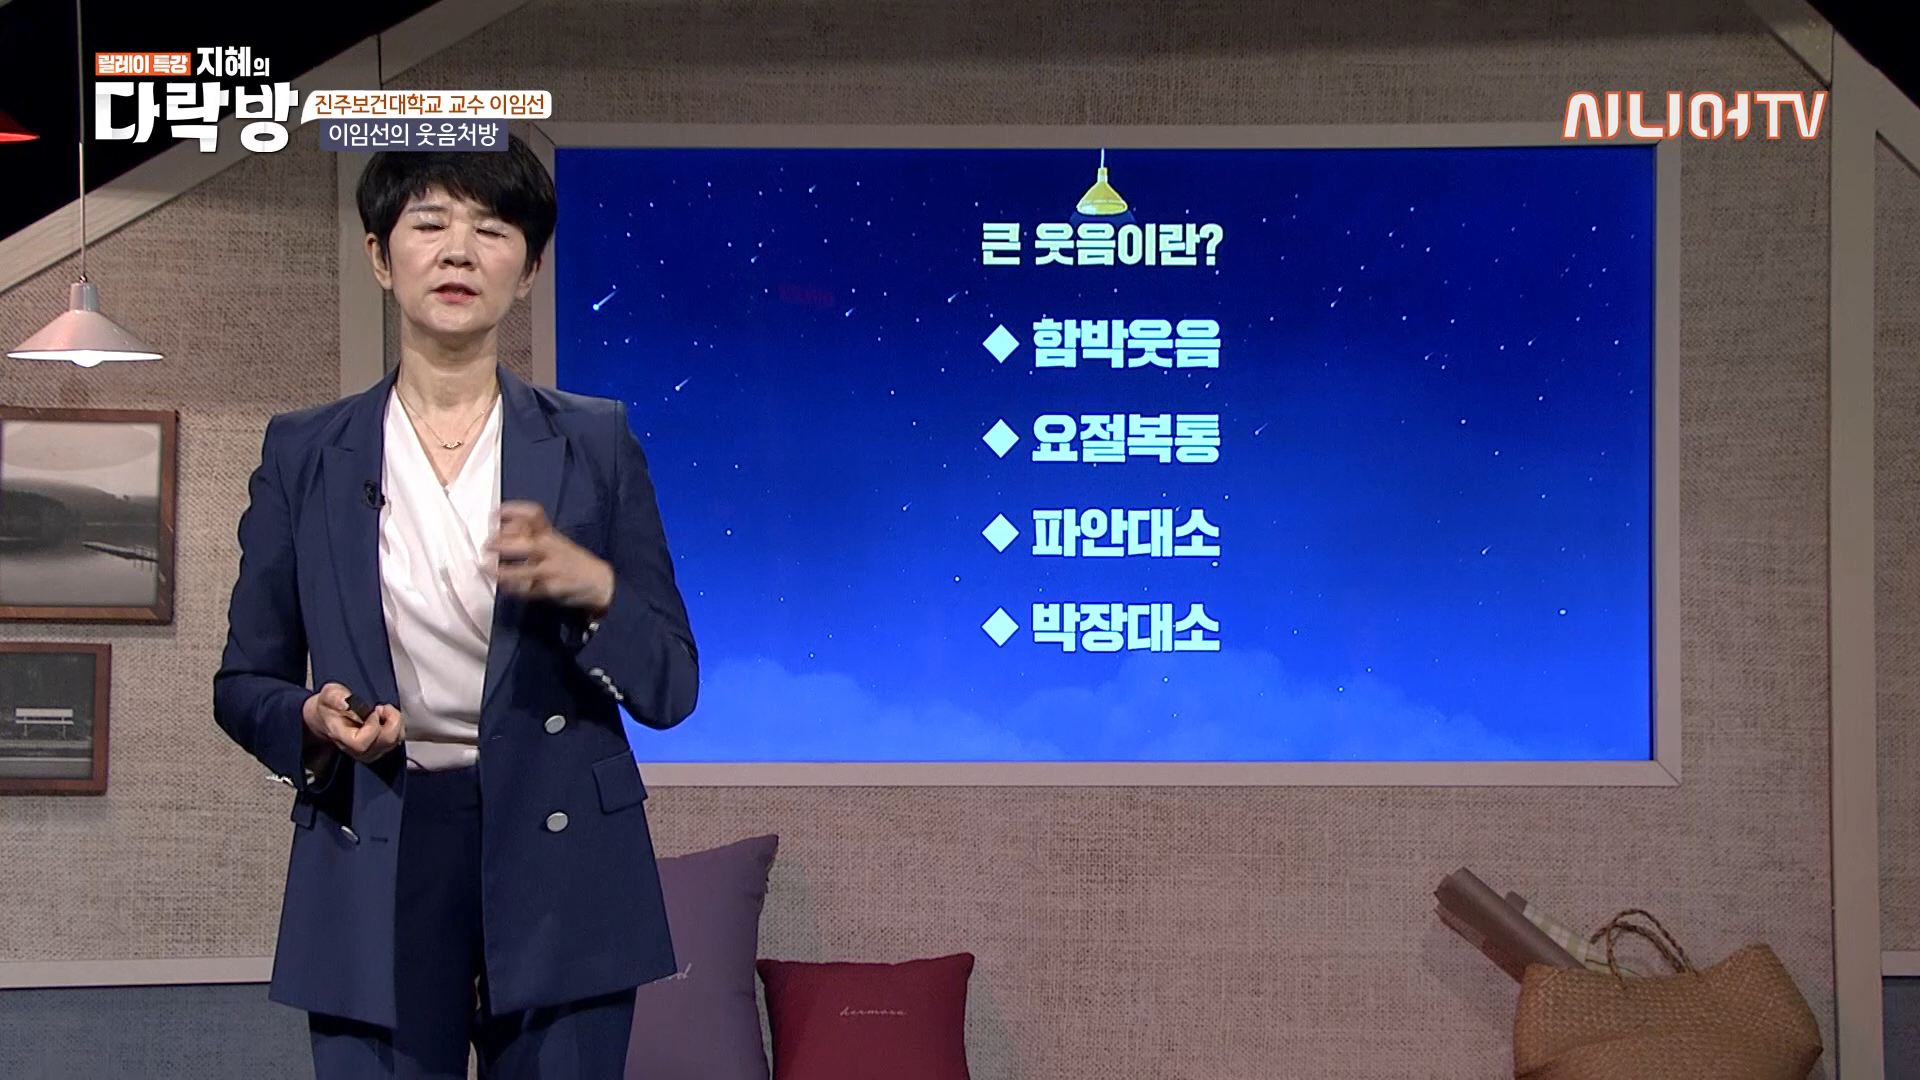 릴레이 특강 지혜의
다락방
진주보건대학교 교수 이임선
이임선의 웃음처방
시니어TV
큰 웃음이란?
◆ 함박웃음
◆ 요절복통
◆ 파안대소
◆ 박장대소
hermosa